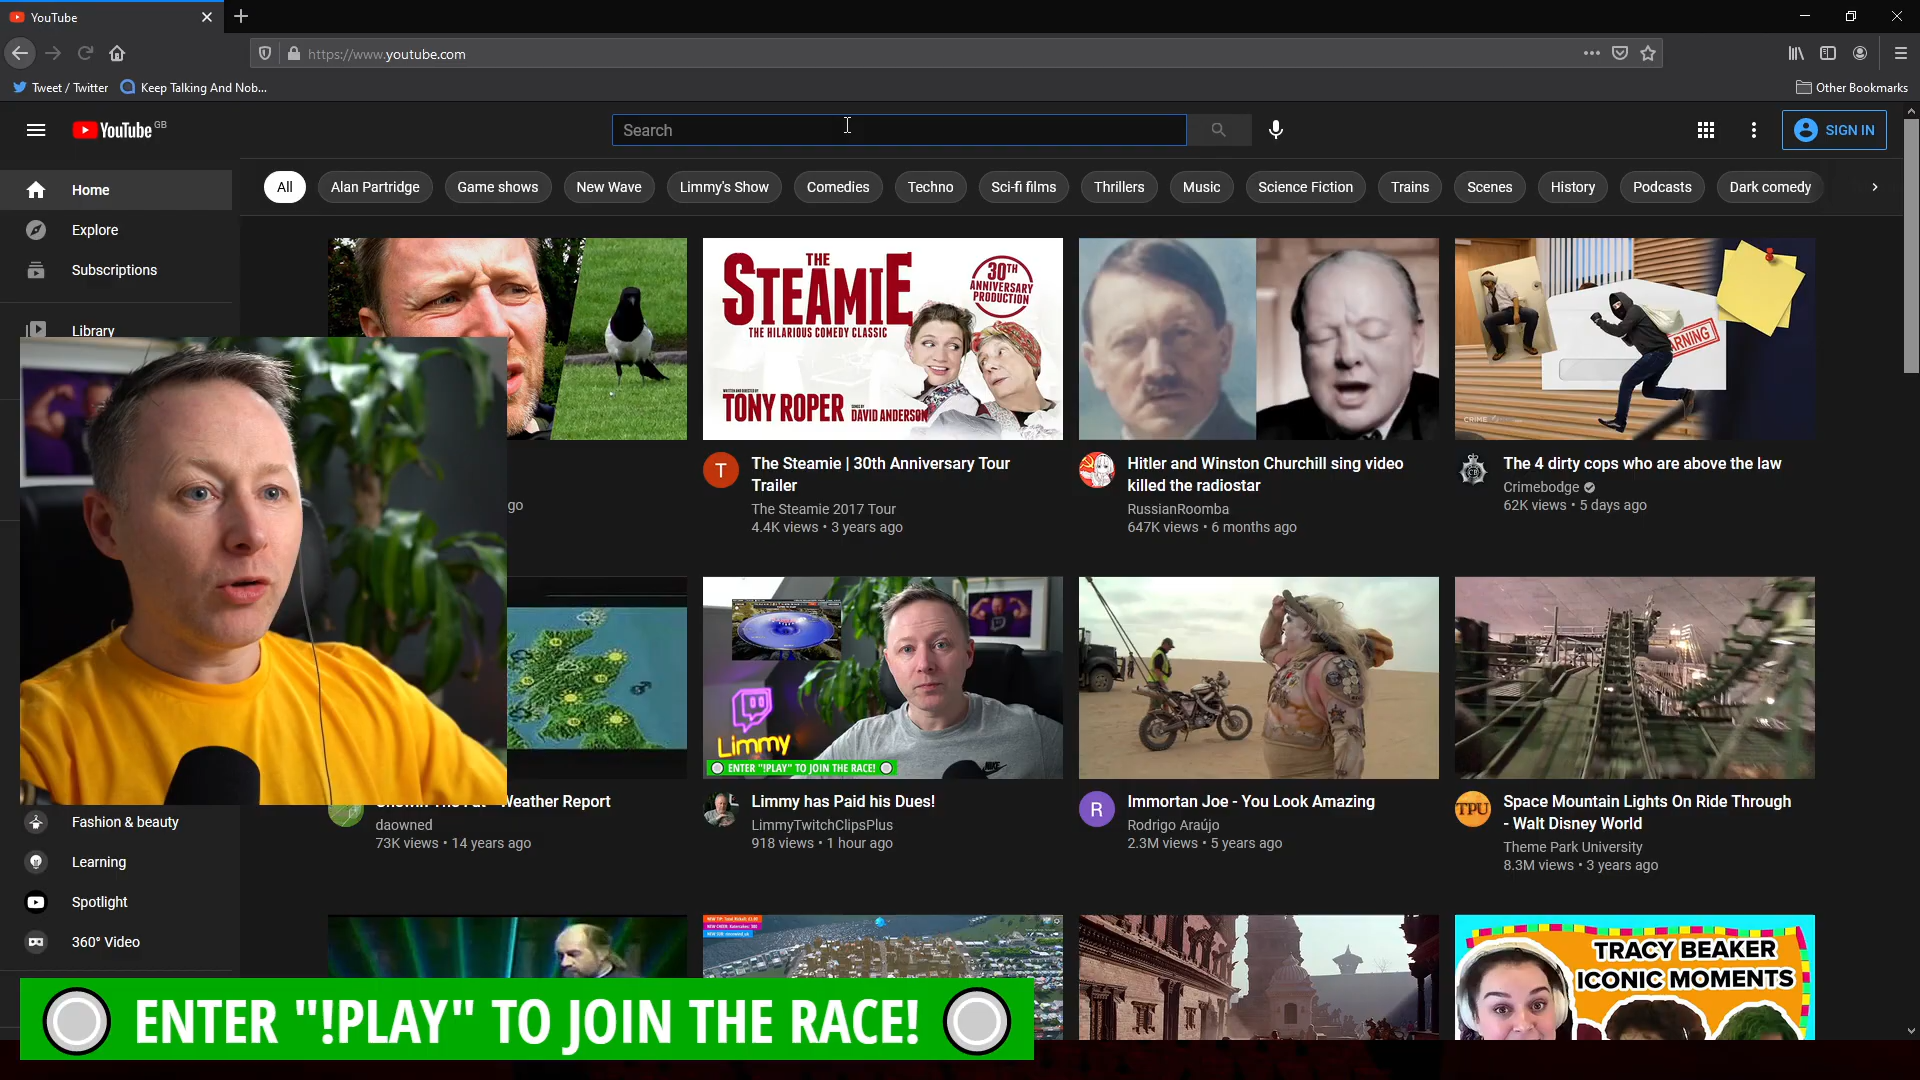 YouTube
https://www.youtube.com
Tweet / Twitter
Keep Talking And Nob...
Other Bookmarks
YouTube GB
Search
SIGN IN
All
Alan Partridge
Game shows
New Wave
Limmy's Show
Comedies
Techno
Sci-fi films
Thrillers
Music
Science Fiction
Trains
Scenes
History
Podcasts
Dark comedy
Home
Explore
Subscriptions
Library
THE
STEAMIE
THE HILARIOUS COMEDY CLASSIC
30TH
ANNIVERSARY
PRODUCTION
WRITTEN AND DIRECTED BY
TONY ROPER
SONGS BY
DAVID ANDERSON
ARNING
CRIME
go
T
The Steamie | 30th Anniversary Tour
Trailer
The Steamie 2017 Tour
4.4K views • 3 years ago
Hitler and Winston Churchill sing video
killed the radiostar
RussianRoomba
647K views • 6 months ago
The 4 dirty cops who are above the law
Crimebodge
62K views • 5 days ago
Limmy
ENTER "!PLAY" TO JOIN THE RACE!
Weather Report
daowned
73K views • 14 years ago
Limmy has Paid his Dues!
LimmyTwitchClipsPlus
918 views • 1 hour ago
R
Immortan Joe - You Look Amazing
Rodrigo Araújo
2.3M views • 5 years ago
TPU
Space Mountain Lights On Ride Through
- Walt Disney World
Theme Park University
8.3M views • 3 years ago
Fashion & beauty
Learning
Spotlight
360° Video
TRACY BEAKER
ICONIC MOMENTS
ENTER "!PLAY" TO JOIN THE RACE!